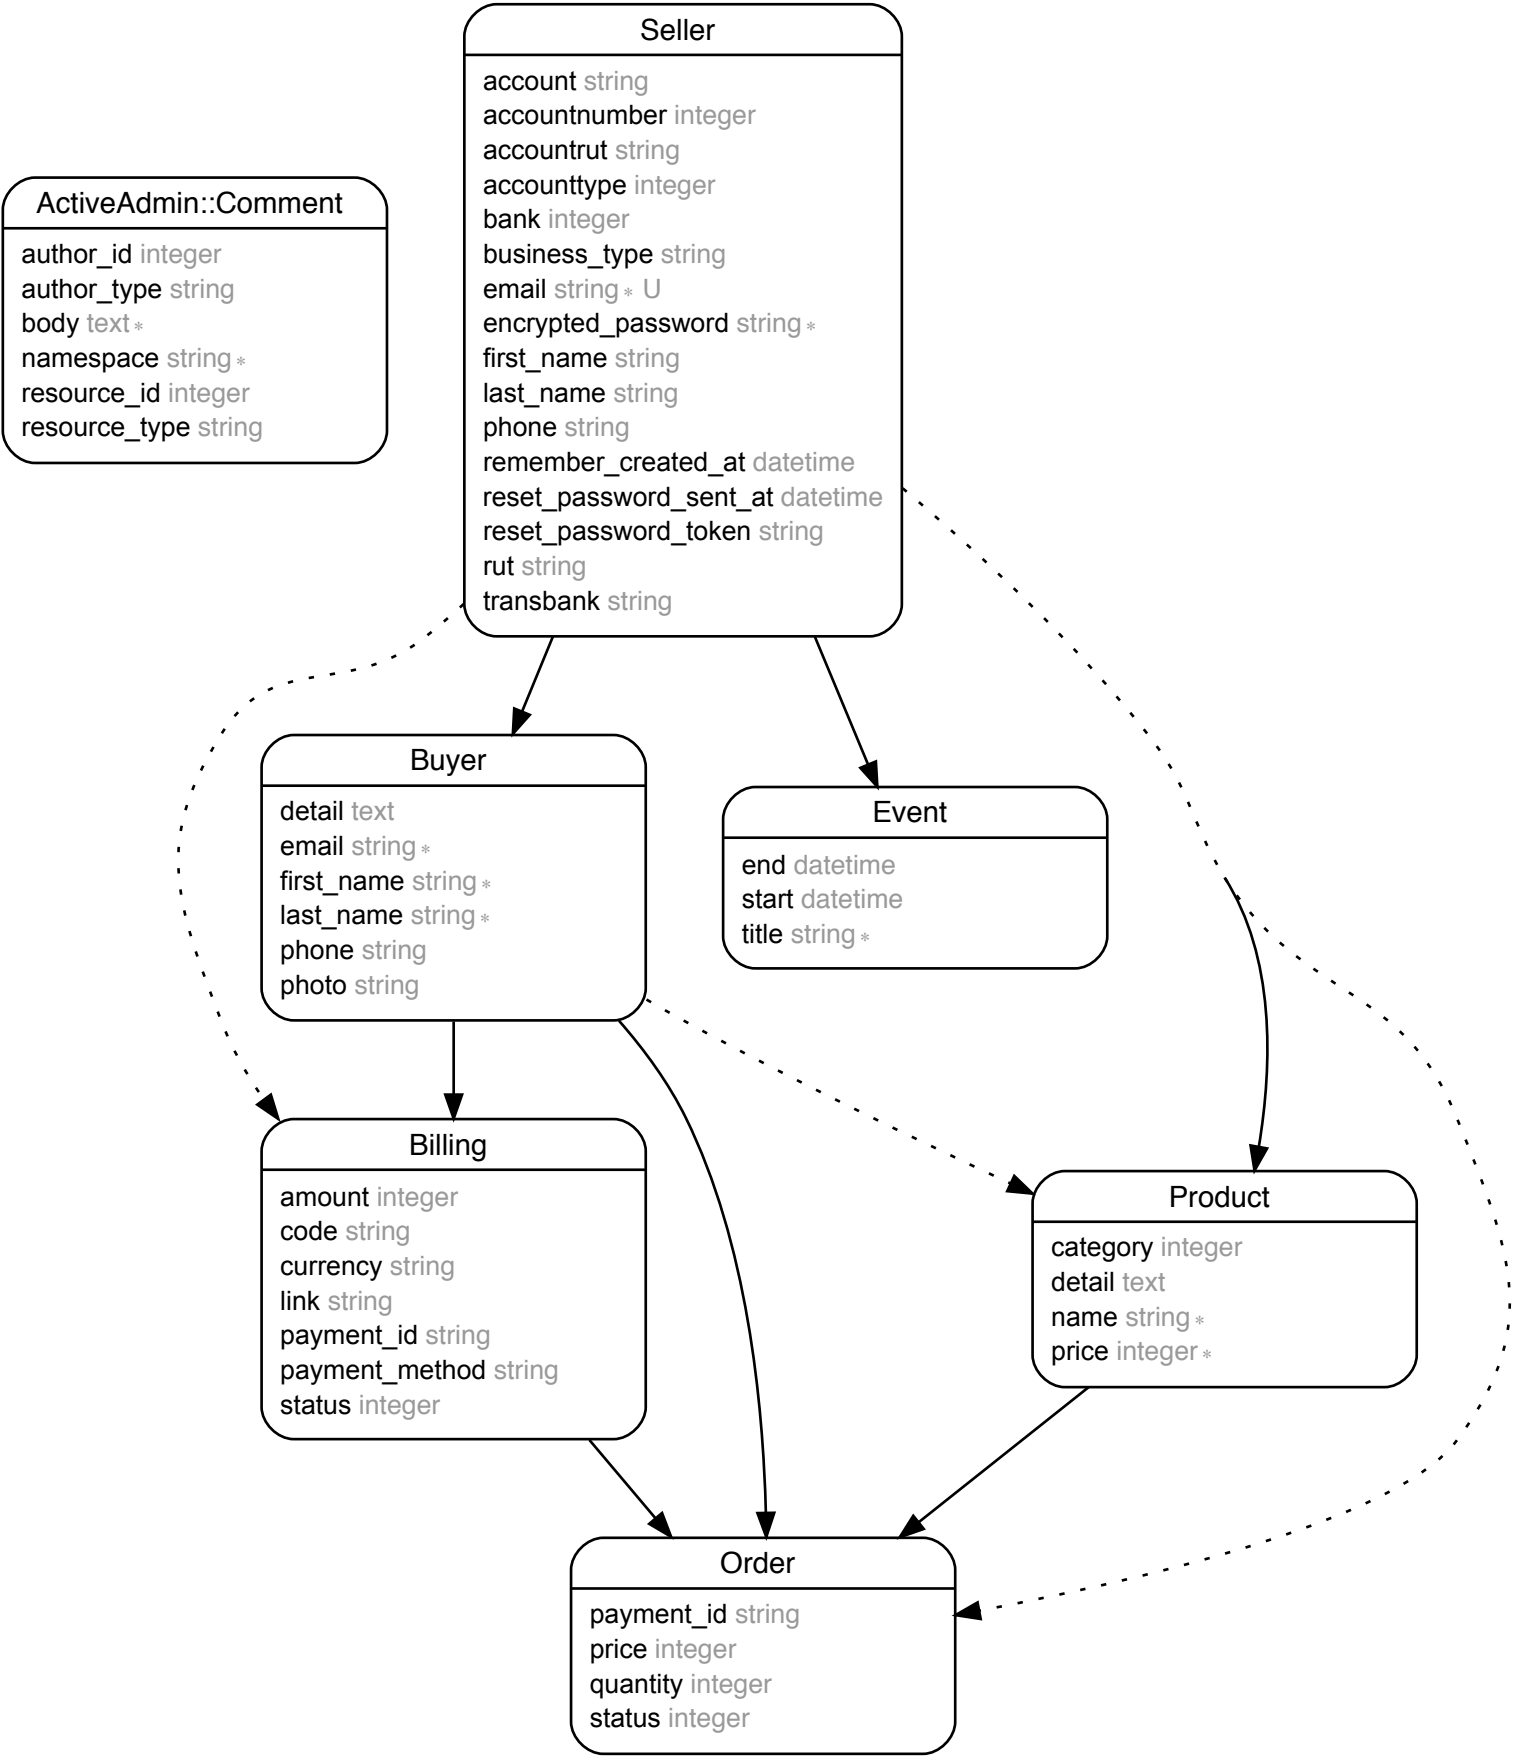 Seller
account string
accountnumber integer
accountrut string
accounttype integer
bank integer
business_type string
email string∗ U
encrypted_password string∗
first_name string
last_name string
phone string
remember_created_at datetime
reset_password_sent_at datetime
reset_password_token string
rut string
transbank string
ActiveAdmin::Comment
author_id integer
author_type string
body text∗
namespace string∗
resource_id integer
resource_type string
Buyer
detail text
email string∗
first_name string∗
last_name string∗
phone string
photo string
Event
end datetime
start datetime
title string∗
Billing
amount integer
code string
currency string
link string
payment_id string
payment_method string
status integer
Product
category integer
detail text
name string∗
price integer∗
Order
payment_id string
price integer
quantity integer
status integer